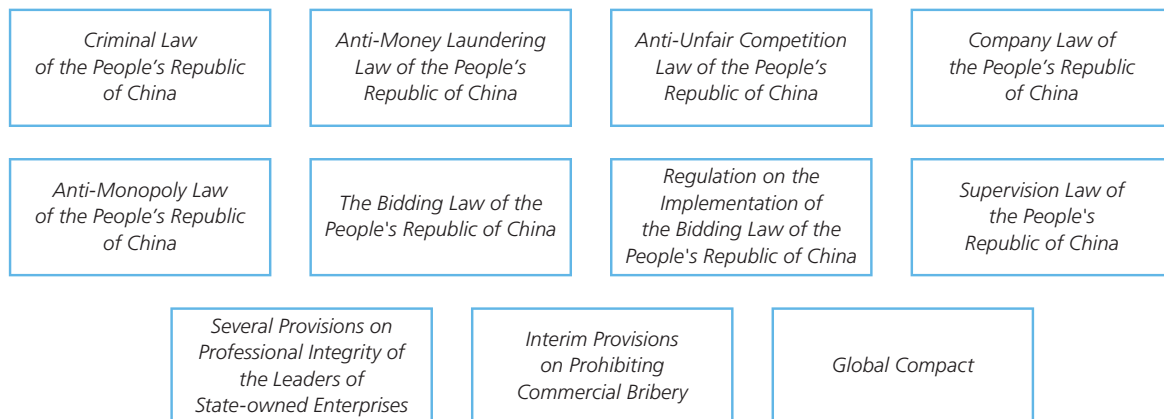 Criminal Law
of the People’s Republic
of China
Anti-Money Laundering
Law of the People’s
Republic of China
Anti-Unfair Competition
Law of the People’s
Republic of China
Company Law of
the People’s Republic
of China
Anti-Monopoly Law
of the People’s Republic
of China
The Bidding Law of the
People's Republic of China
Regulation on the
Implementation of
the Bidding Law of the
People's Republic of China
Supervision Law of
the People's
Republic of China
Several Provisions on
Professional Integrity of
the Leaders of
State-owned Enterprises
Interim Provisions
on Prohibiting
Commercial Bribery
Global Compact